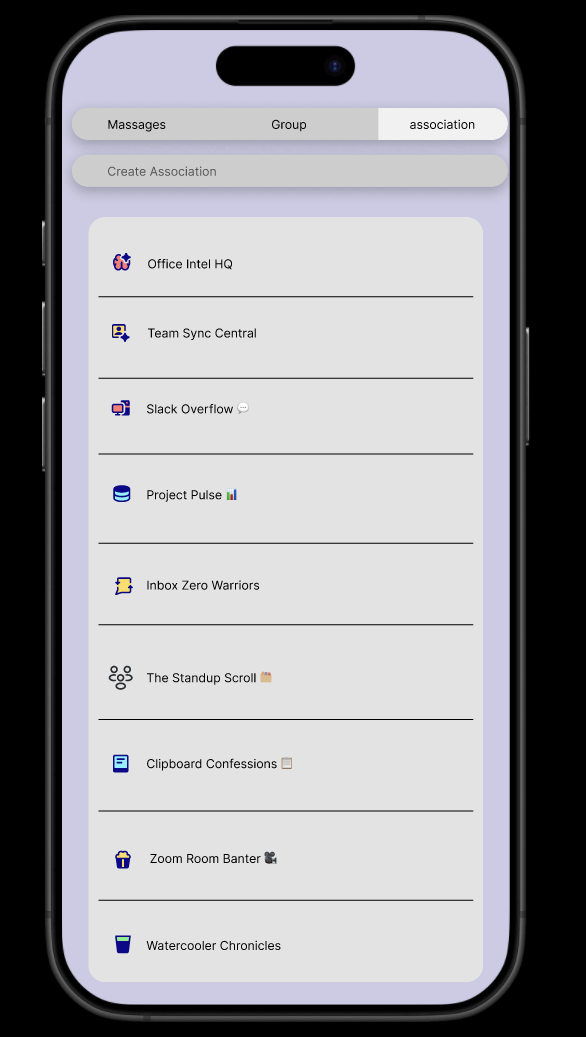 Massages
Group
association
Create Association
Office Intel HQ
Team Sync Central
Slack Overflow 💬
Project Pulse 📊
Inbox Zero Warriors
The Standup Scroll 🗂️
Clipboard Confessions 📋
Zoom Room Banter 🎥
Watercooler Chronicles